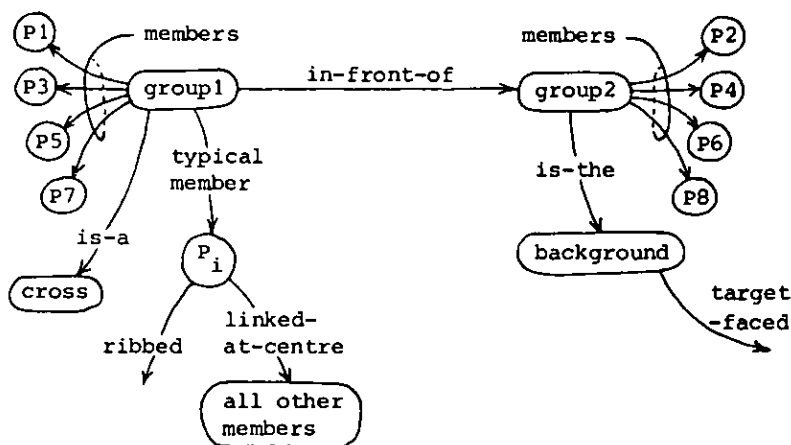 P1
members
members
P2
P3
group1
in-front-of
group2
P4
P5
P6
P7
typical
member
is-the
P8
is-a
P
i
background
cross
target
-faced
ribbed
linked-
at-centre
all other
members